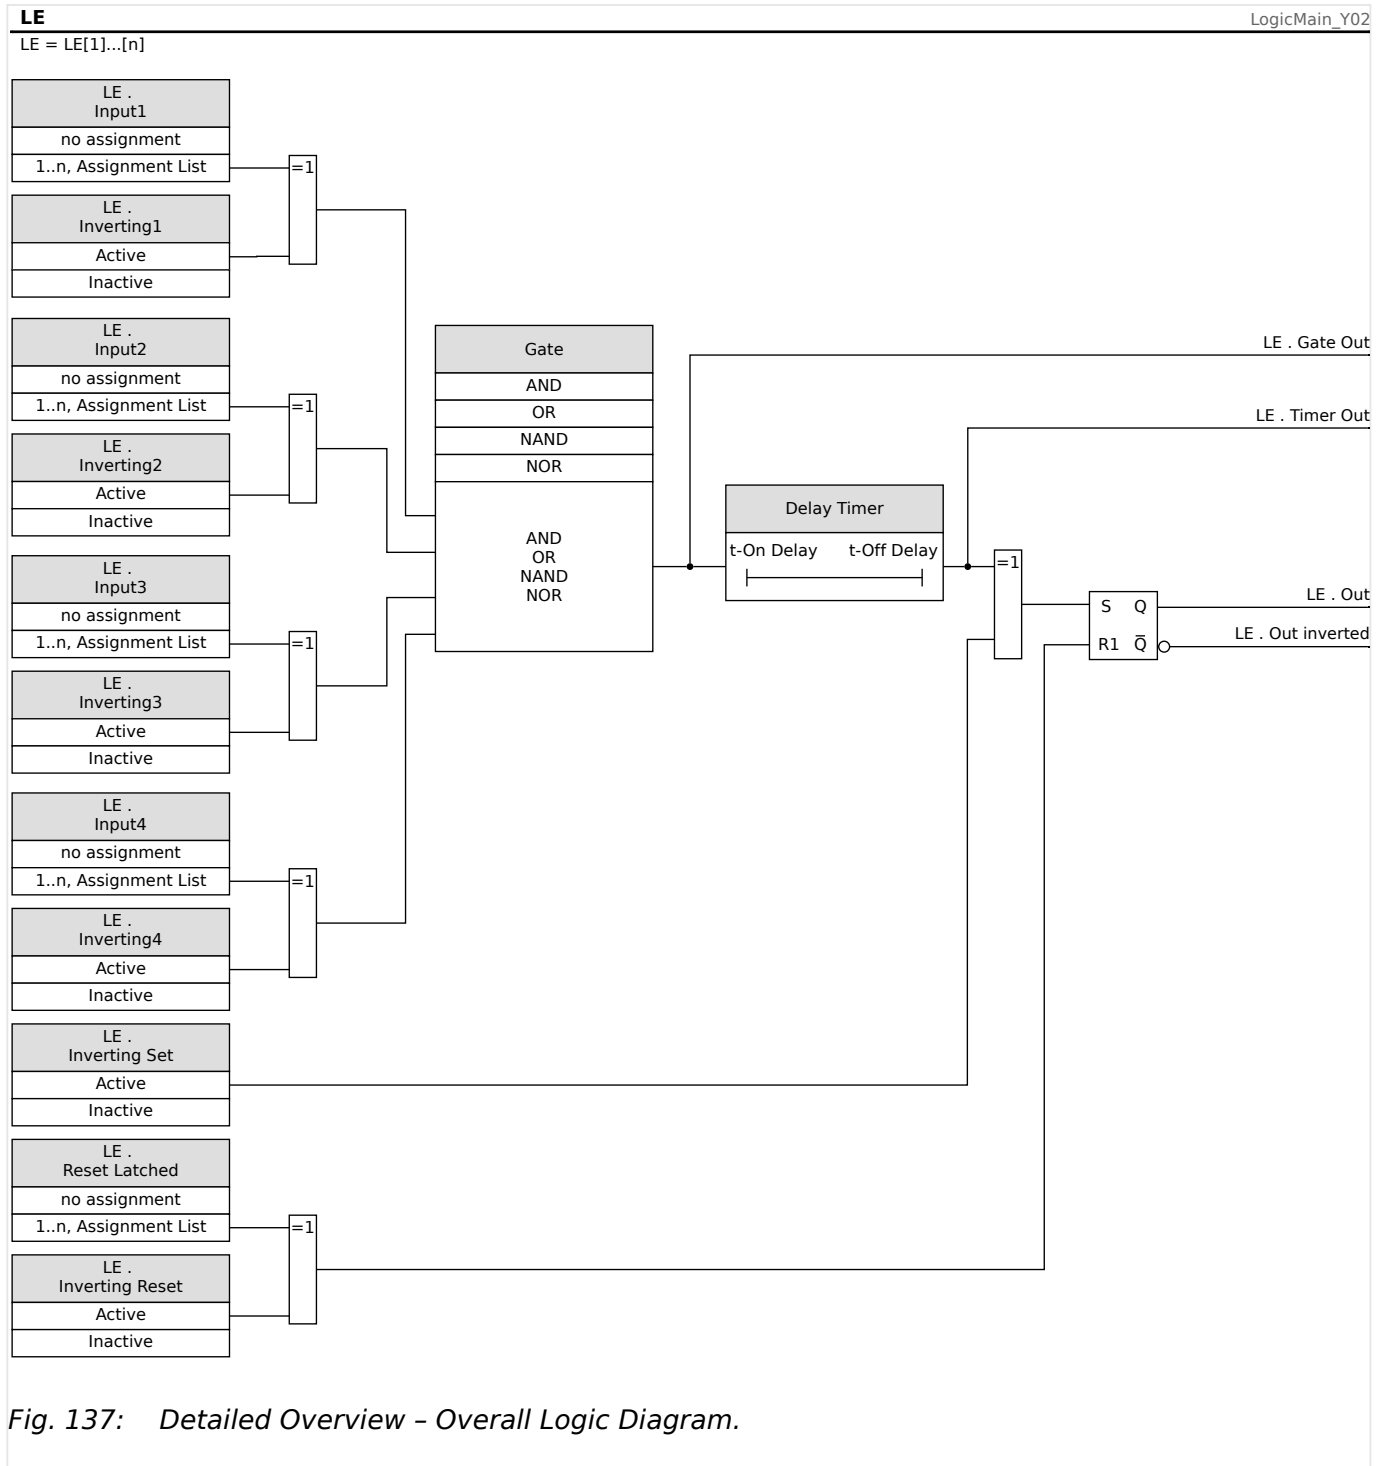 LE
LogicMain_Y02
LE = LE[1]...[n]
LE .
Input1
no assignment
1..n, Assignment List
=1
LE .
Inverting1
Active
Inactive
LE .
Input2
no assignment
1..n, Assignment List
=1
LE .
Inverting2
Active
Inactive
LE .
Input3
no assignment
1..n, Assignment List
=1
LE .
Inverting3
Active
Inactive
LE .
Input4
no assignment
1..n, Assignment List
=1
LE .
Inverting4
Active
Inactive
LE .
Inverting Set
Active
Inactive
LE .
Reset Latched
no assignment
1..n, Assignment List
=1
LE .
Inverting Reset
Active
Inactive
Gate
AND
OR
NAND
NOR
AND
OR
NAND
NOR
Delay Timer
t-On Delay t-Off Delay
=1
S Q
R1 Q̅
LE . Gate Out
LE . Timer Out
LE . Out
LE . Out inverted
Fig. 137: Detailed Overview – Overall Logic Diagram.